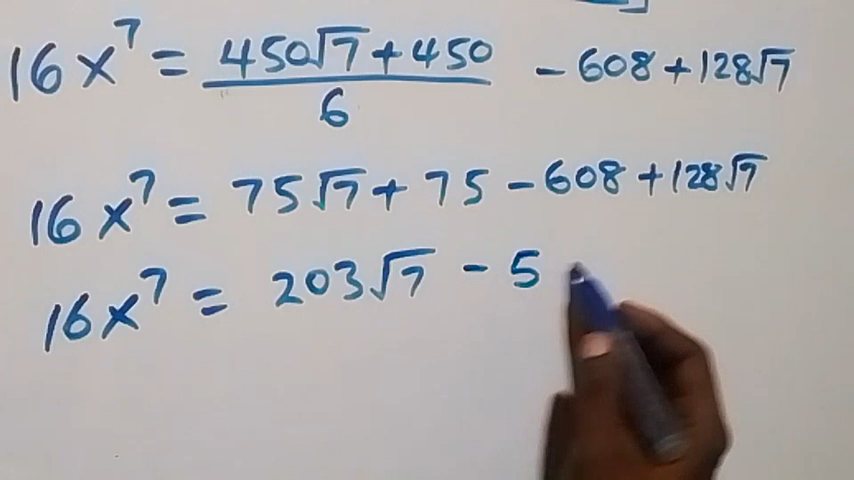 16x⁷ = (450√7 + 450)/6 - 608 + 128√7
16x⁷ = 75√7 + 75 - 608 + 128√7
16x⁷ = 203√7 - 5